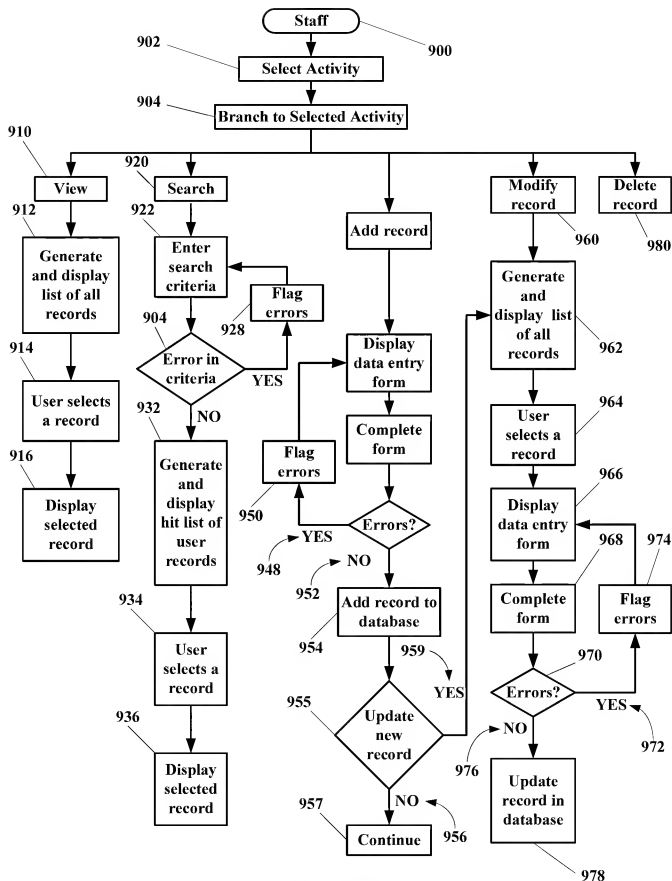 Staff
900
902
Select Activity
904
Branch to Selected Activity
910
View
912
Generate
and display
list of all
records
914
User selects
a record
916
Display
selected
record
920
Search
922
Enter
search
criteria
Flag
errors
928
904
Error in
criteria
YES
NO
932
Generate
and
display
hit list of
user
records
934
User
selects a
record
936
Display
selected
record
Add record
Display
data entry
form
Complete
form
Flag
errors
950
Errors?
YES
948
NO
952
Add record to
database
954
959
YES
955
Update
new
record
NO
956
957
Continue
Modify
record
960
Generate
and
display list
of all
records
962
User
selects a
record
964
966
Display
data entry
form
974
968
Complete
form
Flag
errors
970
Errors?
YES
972
NO
976
Update
record in
database
978
Delete
record
980